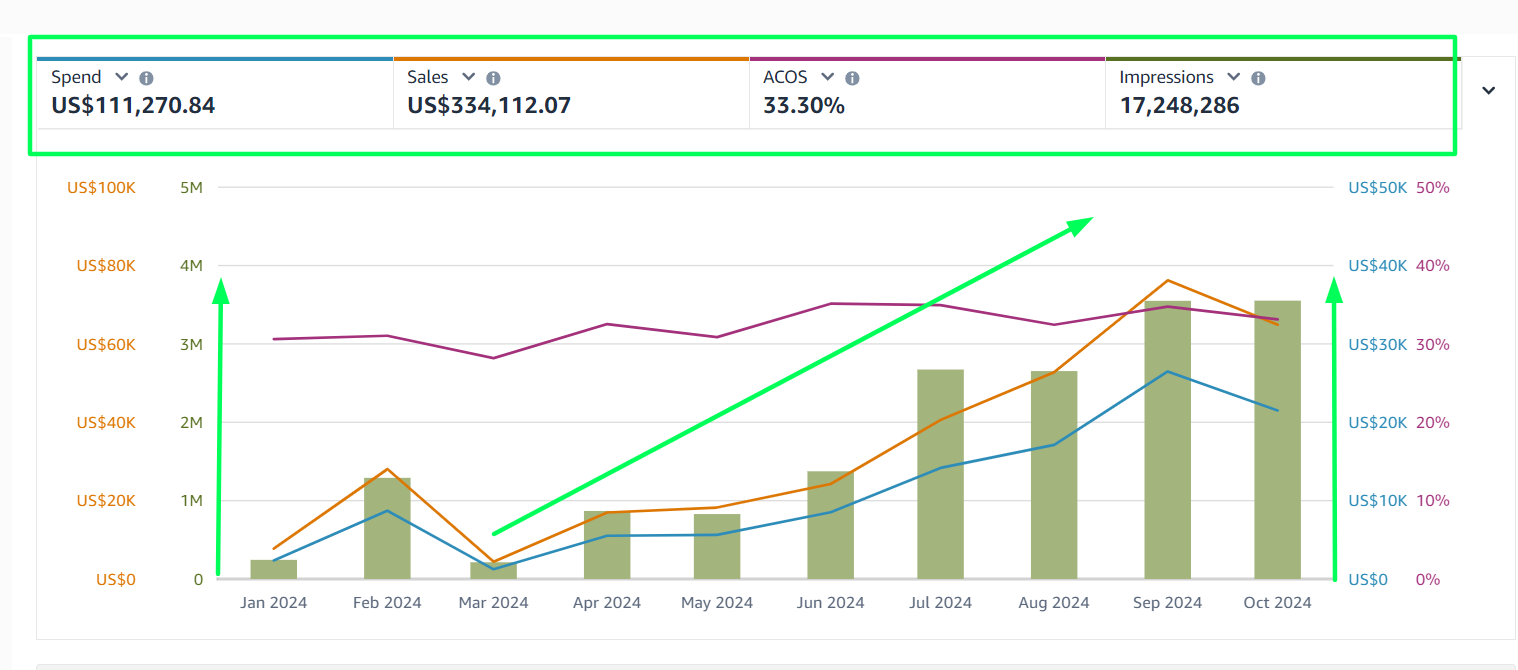 Spend Sales ACOS Impressions
US$111,270.84 US$334,112.07 33.30% 17,248,286
US$100K 5M US$50K 50%
US$80K 4M US$40K 40%
US$60K 3M US$30K 30%
US$40K 2M US$20K 20%
US$20K 1M US$10K 10%
US$0 0 US$0 0%
Jan 2024 Feb 2024 Mar 2024 Apr 2024 May 2024 Jun 2024 Jul 2024 Aug 2024 Sep 2024 Oct 2024